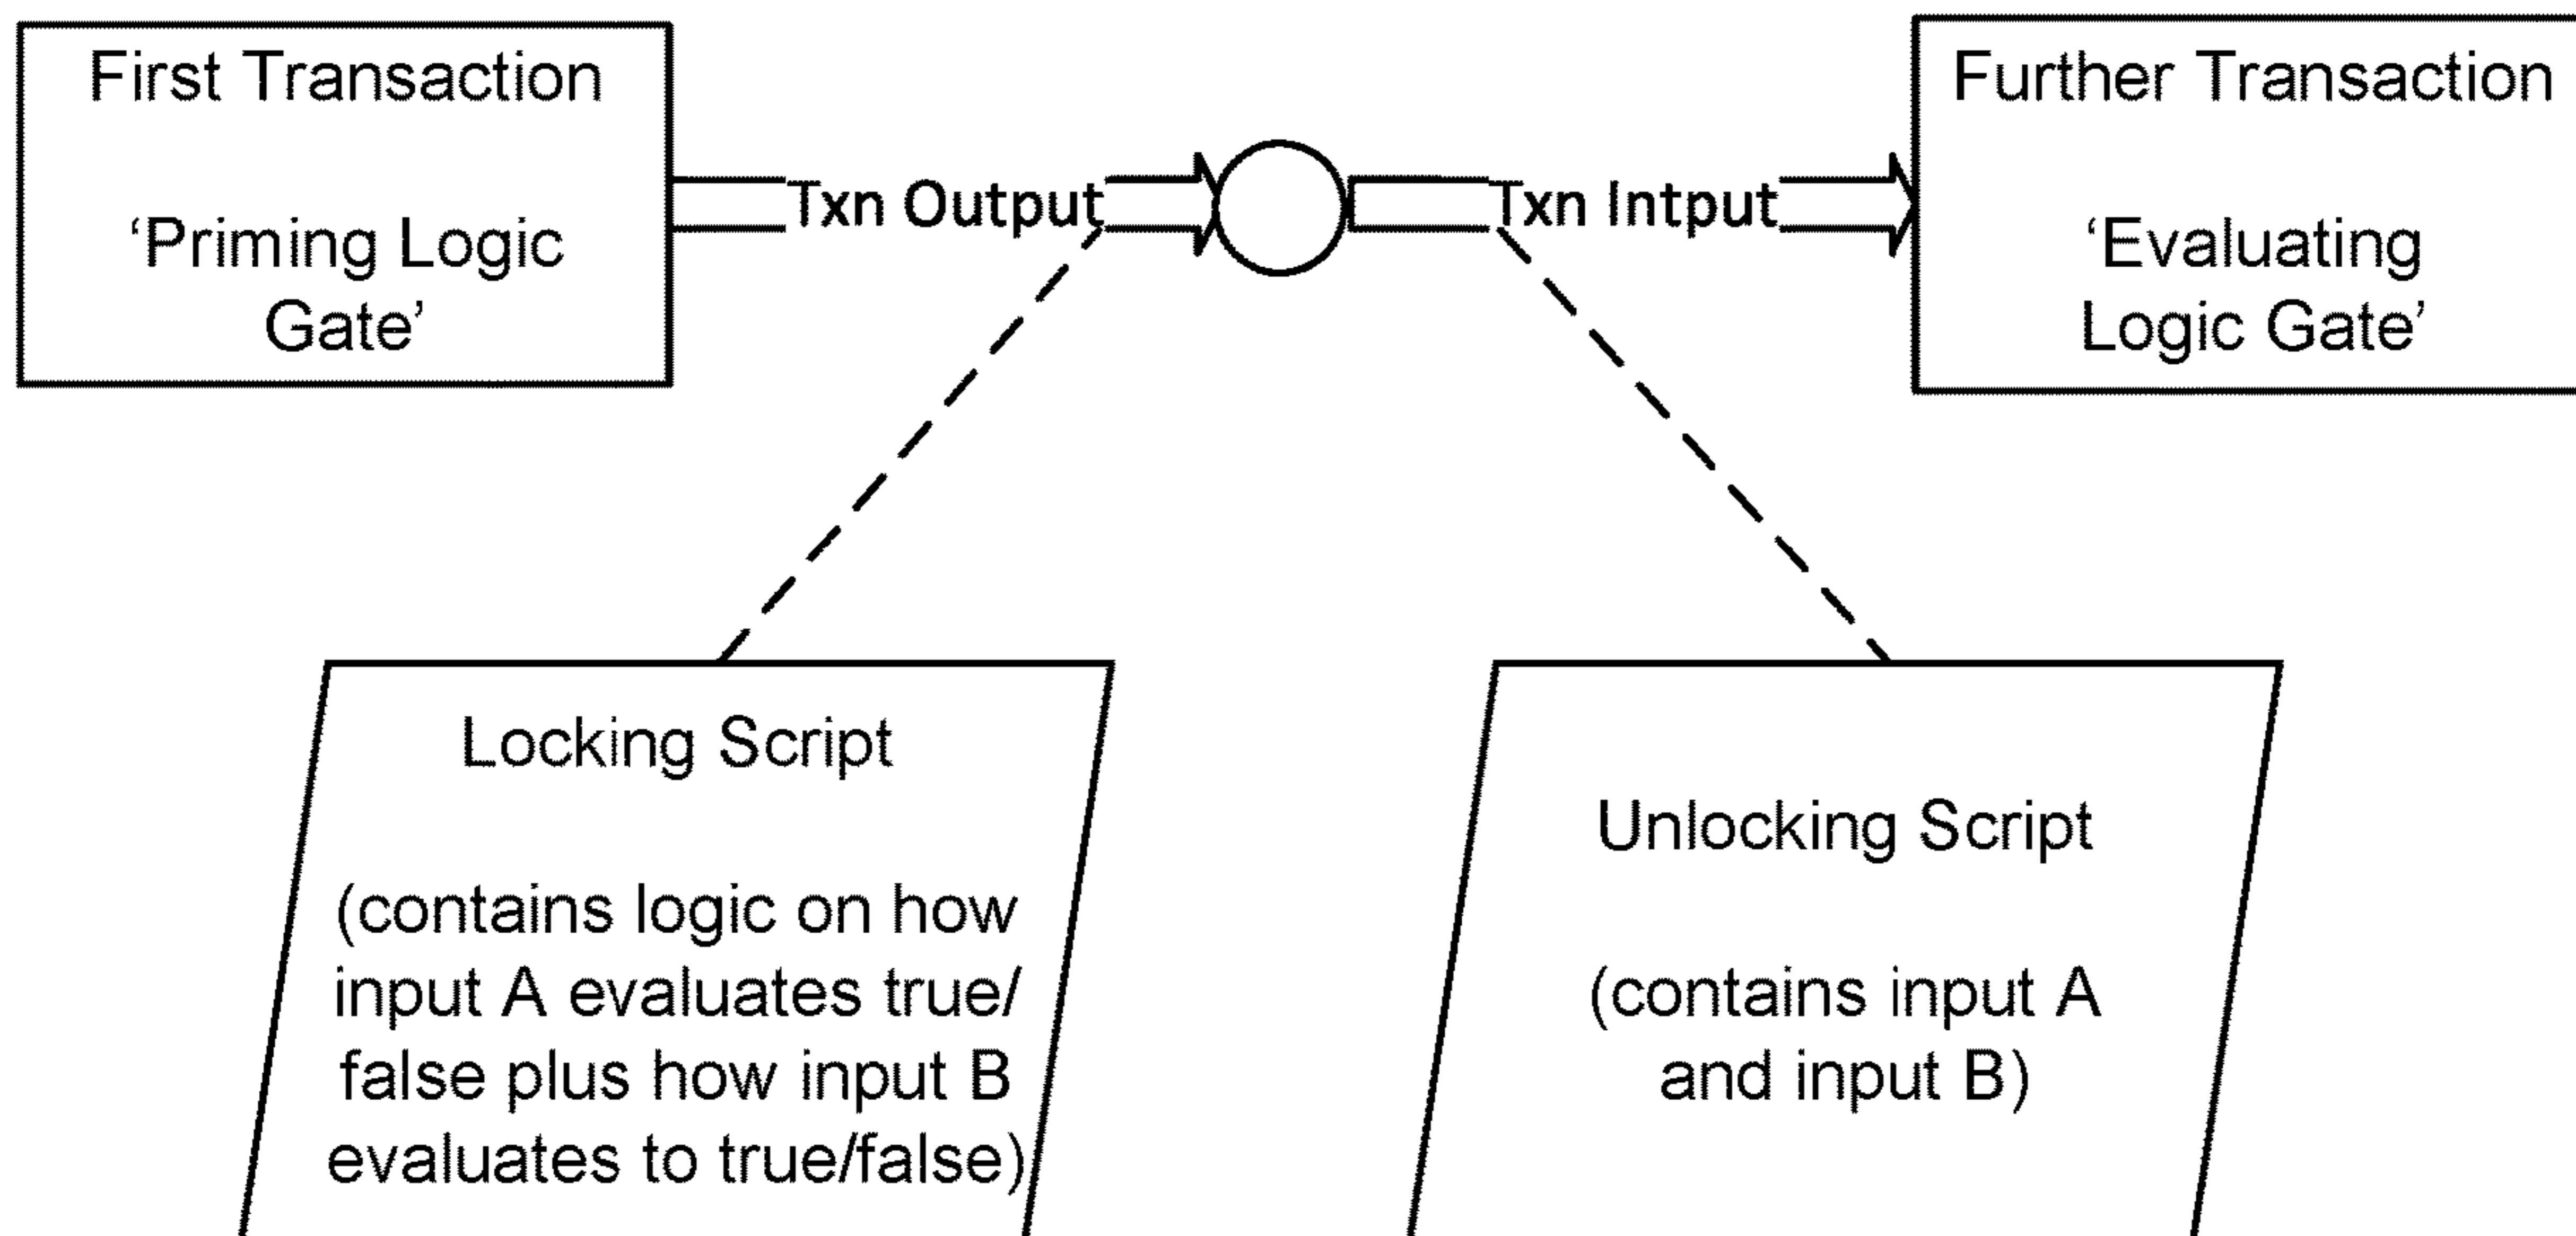 First Transaction
‘Priming Logic
Gate’
Txn Output
Txn Intput
Further Transaction
‘Evaluating
Logic Gate’
Locking Script
(contains logic on how
input A evaluates true/
false plus how input B
evaluates to true/false)
Unlocking Script
(contains input A
and input B)